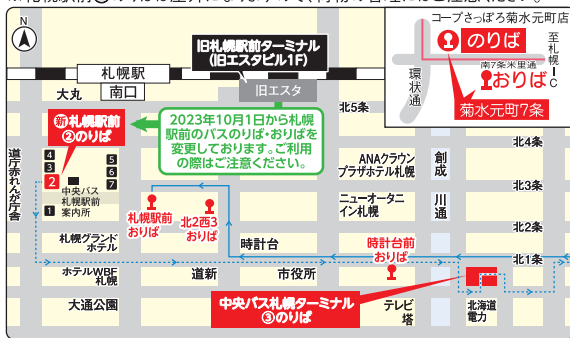 N
旧札幌駅前ターミナル
(旧エスタビル1F)
コープさっぽろ菊水元町店
のりば
至札幌IC
南7条米里通
おりば
環状通
菊水元町7条
札幌駅
南口
大丸
旧エスタ
北5条
新札幌駅前
②のりば
2023年10月1日から札幌
駅前のバスのりば・おりばを
変更しております。ご利用
の際はご注意ください。
北4条
道庁赤れんが庁舎
4
3
2
1
5
6
7
中央バス
札幌駅前
案内所
ANAクラウン
プラザホテル札幌
創成川通
北3条
札幌駅前
おりば
北2西3
おりば
ニューオータニ
イン札幌
北2条
札幌グランド
ホテル
時計台
時計台前
おりば
北1条
ホテルWBF
札幌
道新
市役所
大通公園
中央バス札幌ターミナル
③のりば
テレビ
塔
北海道
電力